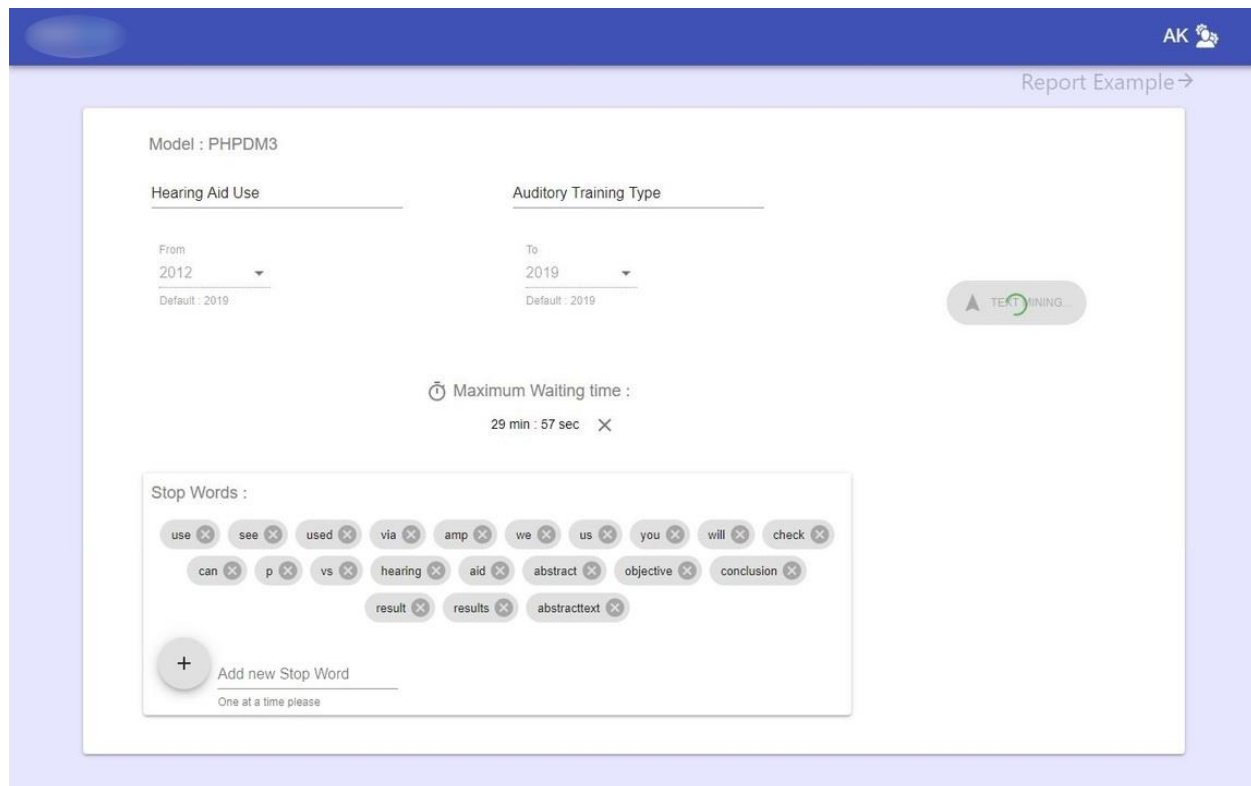 AK
Report Example→
Model : PHPDM3
Hearing Aid Use Auditory Training Type
From To
2012 2019
Default : 2019 Default : 2019
TEXT MINING...
Maximum Waiting time :
29 min : 57 sec
Stop Words :
use see used via amp we us you will check
can p vs hearing aid abstract objective conclusion
result results abstracttext
+
Add new Stop Word
One at a time please